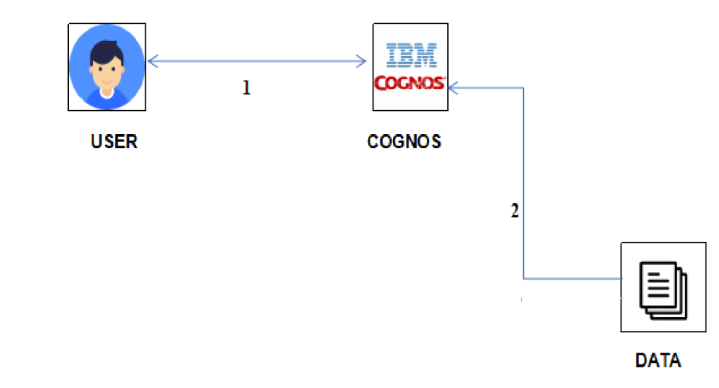 IBM
COGNOS
1
USER
COGNOS
2
DATA